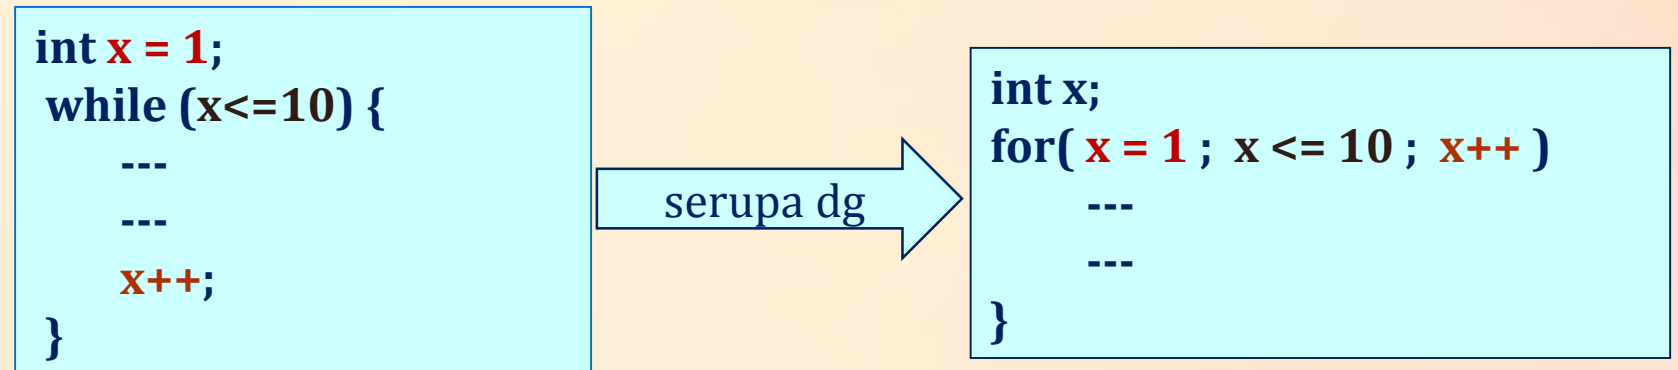 int x = 1;
while (x<=10) {
---
---
x++;
}
serupa dg
int x;
for( x = 1 ; x <= 10 ; x++ )
---
---
}